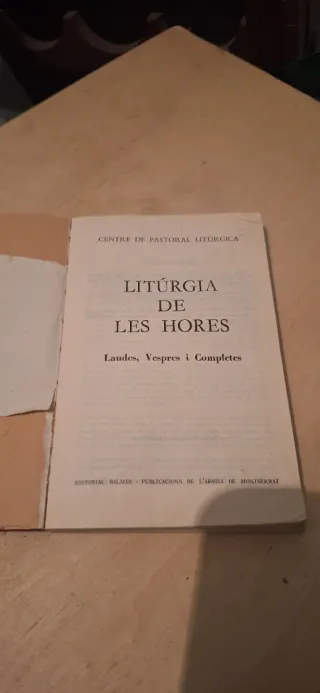 CENTRE DE PASTORAL LITÚRGICA
LITÚRGIA
DE
LES HORES
Laudes, Vespres i Completes
EDITORIAL BALMES - PUBLICACIONS DE L'ABADIA DE MONTSERRAT